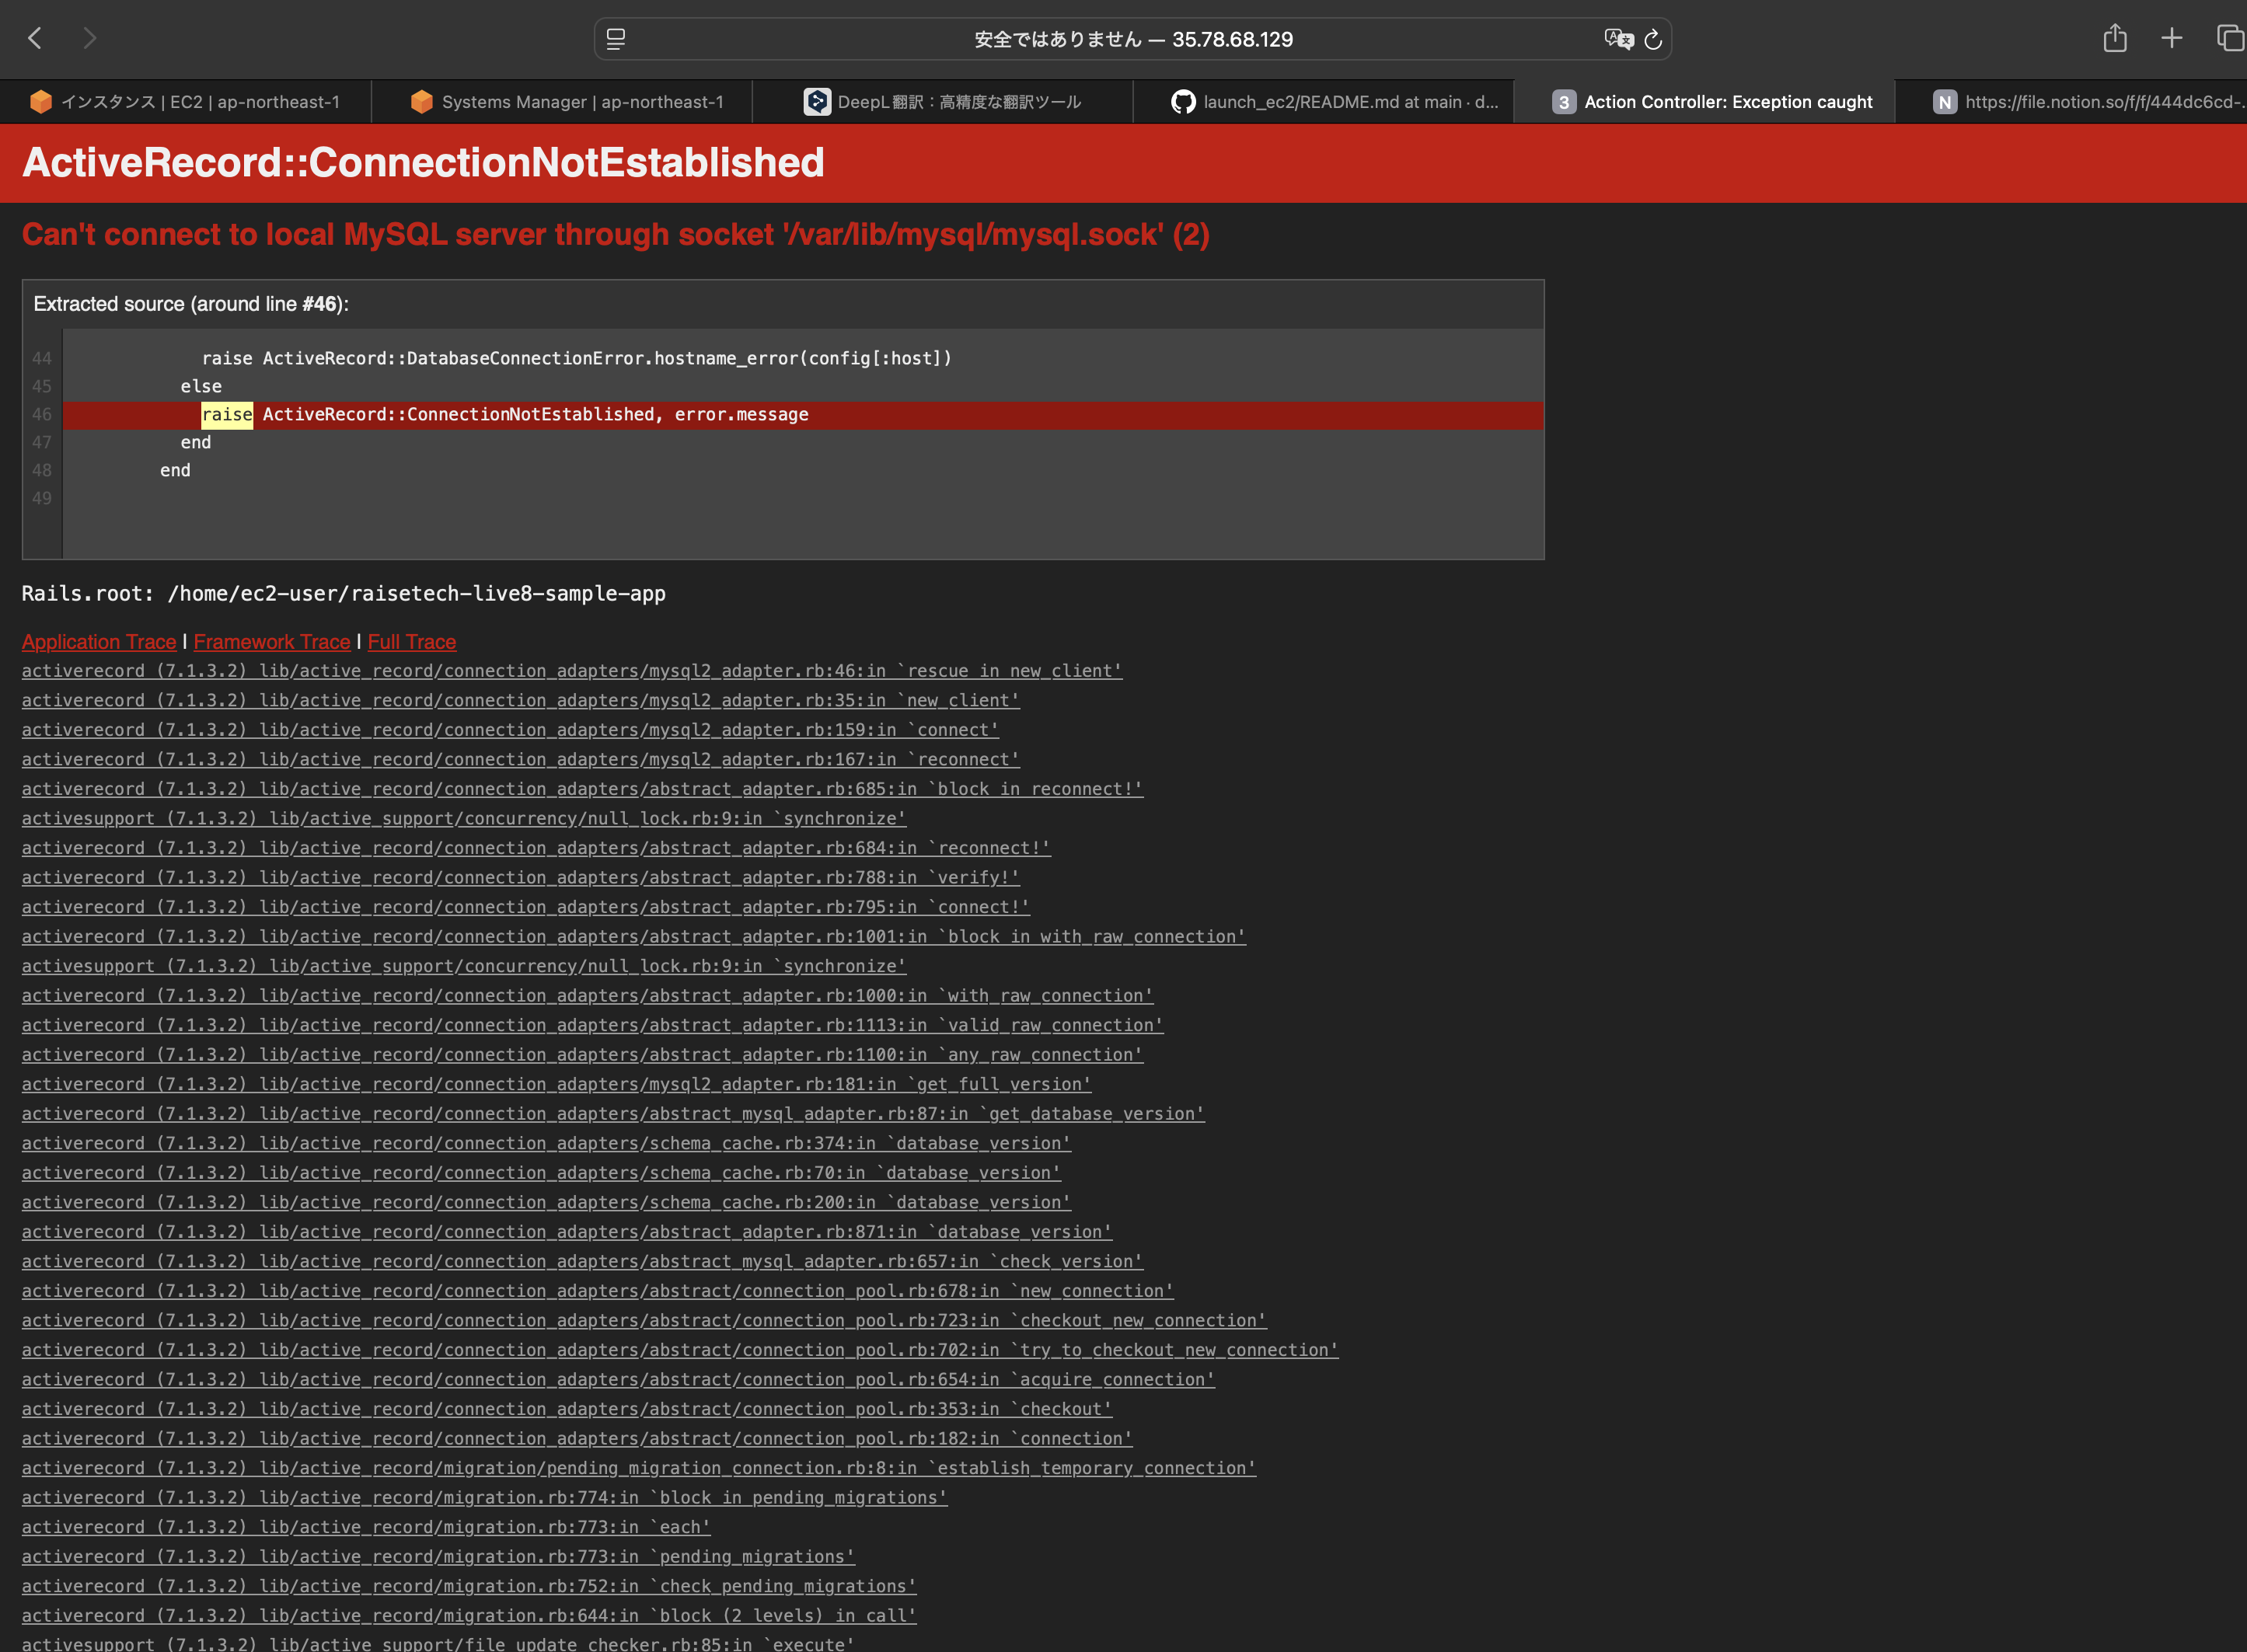 安全ではありません — 35.78.68.129
インスタンス | EC2 | ap-northeast-1
Systems Manager | ap-northeast-1
DeepL翻訳：高精度な翻訳ツール
launch_ec2/README.md at main · d...
3 Action Controller: Exception caught
N https://file.notion.so/f/f/444dc6cd-...
ActiveRecord::ConnectionNotEstablished
Can't connect to local MySQL server through socket '/var/lib/mysql/mysql.sock' (2)
Extracted source (around line #46):
44 raise ActiveRecord::DatabaseConnectionError.hostname_error(config[:host])
45 else
46 raise ActiveRecord::ConnectionNotEstablished, error.message
47 end
48 end
49
Rails.root: /home/ec2-user/raisetech-live8-sample-app
Application Trace | Framework Trace | Full Trace
activerecord (7.1.3.2) lib/active_record/connection_adapters/mysql2_adapter.rb:46:in `rescue in new_client'
activerecord (7.1.3.2) lib/active_record/connection_adapters/mysql2_adapter.rb:35:in `new_client'
activerecord (7.1.3.2) lib/active_record/connection_adapters/mysql2_adapter.rb:159:in `connect'
activerecord (7.1.3.2) lib/active_record/connection_adapters/mysql2_adapter.rb:167:in `reconnect'
activerecord (7.1.3.2) lib/active_record/connection_adapters/abstract_adapter.rb:685:in `block in reconnect!'
activesupport (7.1.3.2) lib/active_support/concurrency/null_lock.rb:9:in `synchronize'
activerecord (7.1.3.2) lib/active_record/connection_adapters/abstract_adapter.rb:684:in `reconnect!'
activerecord (7.1.3.2) lib/active_record/connection_adapters/abstract_adapter.rb:788:in `verify!'
activerecord (7.1.3.2) lib/active_record/connection_adapters/abstract_adapter.rb:795:in `connect!'
activerecord (7.1.3.2) lib/active_record/connection_adapters/abstract_adapter.rb:1001:in `block in with_raw_connection'
activesupport (7.1.3.2) lib/active_support/concurrency/null_lock.rb:9:in `synchronize'
activerecord (7.1.3.2) lib/active_record/connection_adapters/abstract_adapter.rb:1000:in `with_raw_connection'
activerecord (7.1.3.2) lib/active_record/connection_adapters/abstract_adapter.rb:1113:in `valid_raw_connection'
activerecord (7.1.3.2) lib/active_record/connection_adapters/abstract_adapter.rb:1100:in `any_raw_connection'
activerecord (7.1.3.2) lib/active_record/connection_adapters/mysql2_adapter.rb:181:in `get_full_version'
activerecord (7.1.3.2) lib/active_record/connection_adapters/abstract_mysql_adapter.rb:87:in `get_database_version'
activerecord (7.1.3.2) lib/active_record/connection_adapters/schema_cache.rb:374:in `database_version'
activerecord (7.1.3.2) lib/active_record/connection_adapters/schema_cache.rb:70:in `database_version'
activerecord (7.1.3.2) lib/active_record/connection_adapters/schema_cache.rb:200:in `database_version'
activerecord (7.1.3.2) lib/active_record/connection_adapters/abstract_adapter.rb:871:in `database_version'
activerecord (7.1.3.2) lib/active_record/connection_adapters/abstract_mysql_adapter.rb:657:in `check_version'
activerecord (7.1.3.2) lib/active_record/connection_adapters/abstract/connection_pool.rb:678:in `new_connection'
activerecord (7.1.3.2) lib/active_record/connection_adapters/abstract/connection_pool.rb:723:in `checkout_new_connection'
activerecord (7.1.3.2) lib/active_record/connection_adapters/abstract/connection_pool.rb:702:in `try_to_checkout_new_connection'
activerecord (7.1.3.2) lib/active_record/connection_adapters/abstract/connection_pool.rb:654:in `acquire_connection'
activerecord (7.1.3.2) lib/active_record/connection_adapters/abstract/connection_pool.rb:353:in `checkout'
activerecord (7.1.3.2) lib/active_record/connection_adapters/abstract/connection_pool.rb:182:in `connection'
activerecord (7.1.3.2) lib/active_record/migration/pending_migration_connection.rb:8:in `establish_temporary_connection'
activerecord (7.1.3.2) lib/active_record/migration.rb:774:in `block in pending_migrations'
activerecord (7.1.3.2) lib/active_record/migration.rb:773:in `each'
activerecord (7.1.3.2) lib/active_record/migration.rb:773:in `pending_migrations'
activerecord (7.1.3.2) lib/active_record/migration.rb:752:in `check_pending_migrations'
activerecord (7.1.3.2) lib/active_record/migration.rb:644:in `block (2 levels) in call'
activesupport (7.1.3.2) lib/active_support/file_update_checker.rb:85:in `execute'